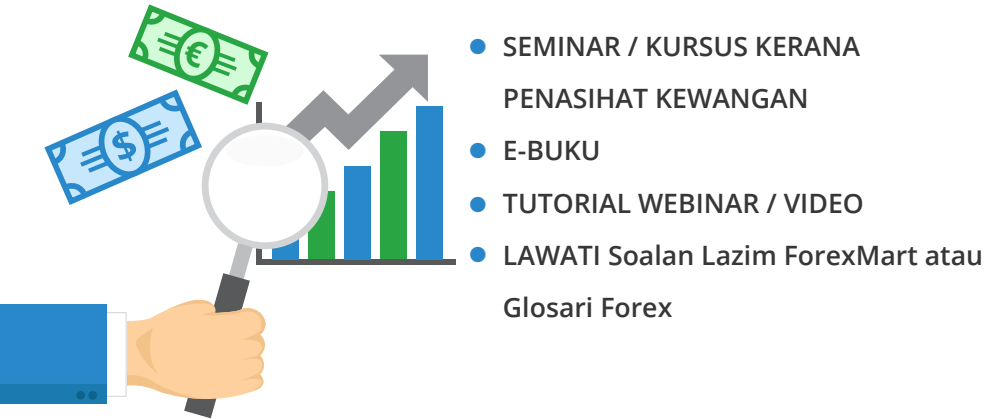 €
$
SEMINAR / KURSUS KERANA
PENASIHAT KEWANGAN
E-BUKU
TUTORIAL WEBINAR / VIDEO
LAWATI Soalan Lazim ForexMart atau
Glosari Forex